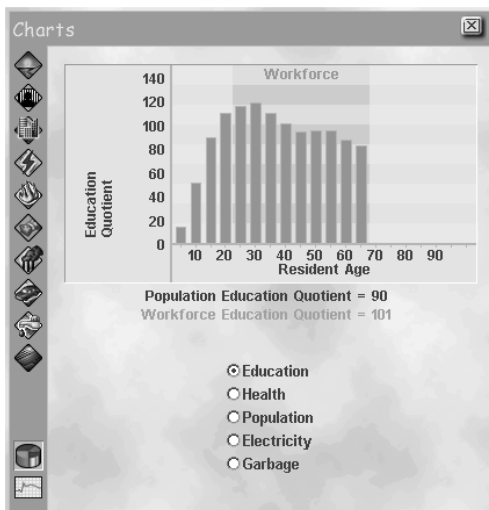 Charts
140
120
100
80
60
40
20
0
Education
Quotient
Workforce
10 20 30 40 50 60 70 80 90
Resident Age
Population Education Quotient = 90
Workforce Education Quotient = 101
Education
Health
Population
Electricity
Garbage